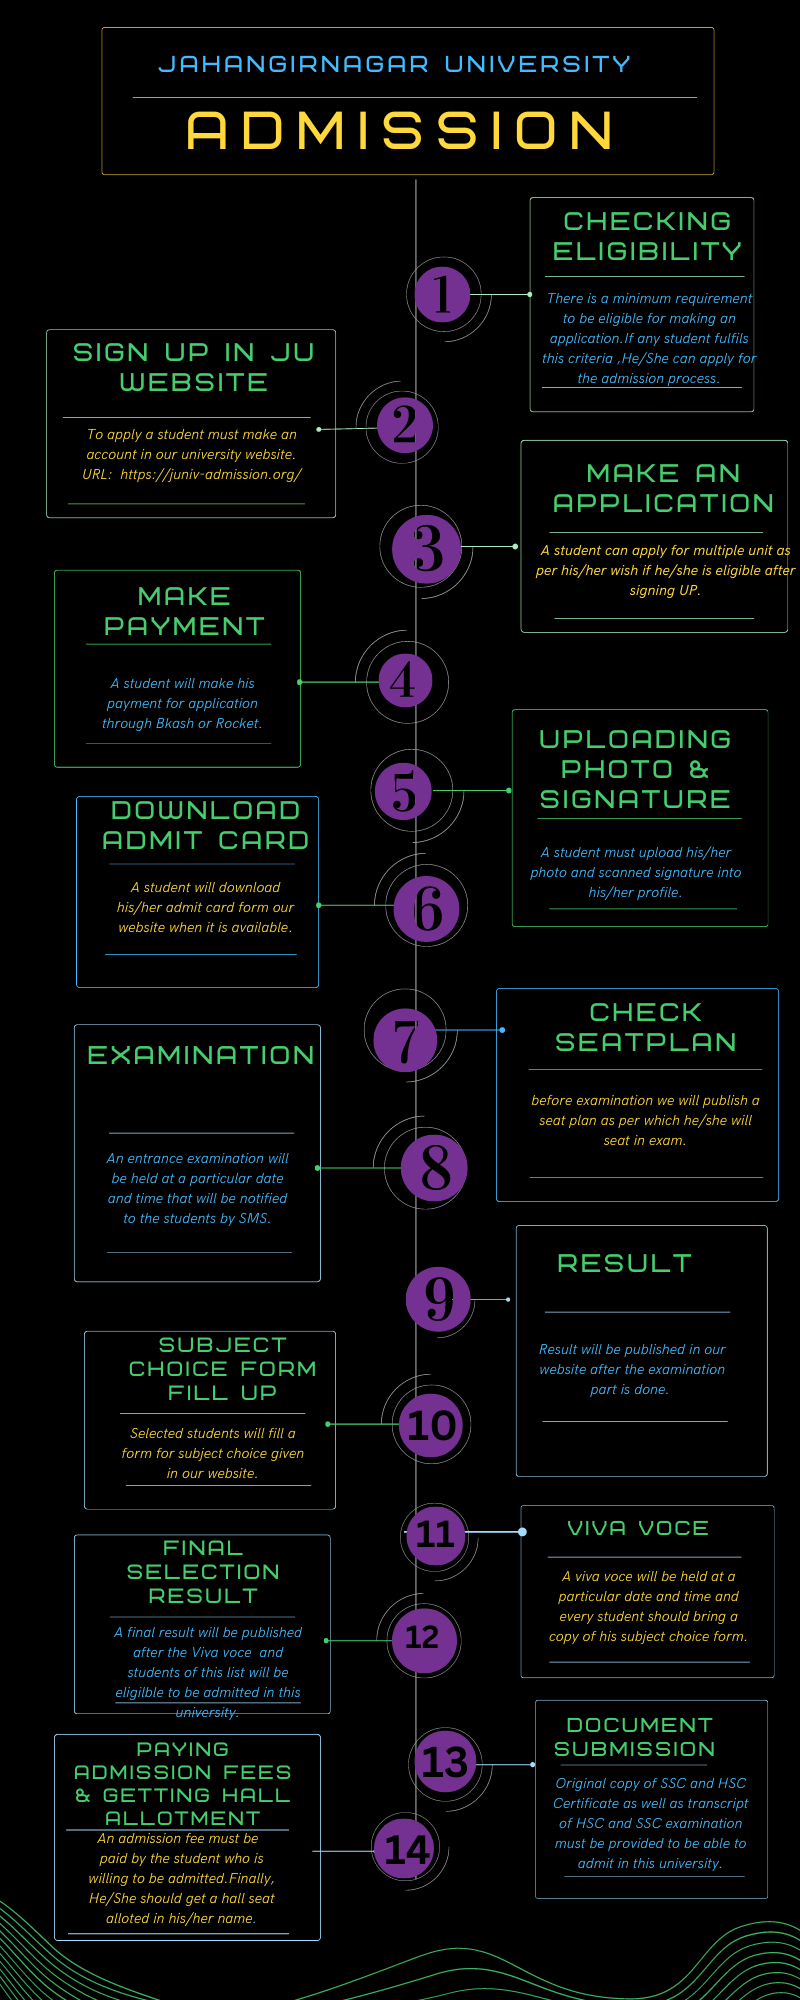 JAHANGIRNAGAR UNIVERSITY
ADMISSION
1
CHECKING
ELIGIBILITY
There is a minimum requirement
to be eligible for making an
application.If any student fulfils
this criteria ,He/She can apply for
the admission process.
2
SIGN UP IN JU
WEBSITE
To apply a student must make an
account in our university website.
URL: https://juniv-admission.org/
3
MAKE AN
APPLICATION
A student can apply for multiple unit as
per his/her wish if he/she is eligible after
signing UP.
4
MAKE
PAYMENT
A student will make his
payment for application
through Bkash or Rocket.
5
UPLOADING
PHOTO &
SIGNATURE
A student must upload his/her
photo and scanned signature into
his/her profile.
6
DOWNLOAD
ADMIT CARD
A student will download
his/her admit card form our
website when it is available.
7
CHECK
SEATPLAN
before examination we will publish a
seat plan as per which he/she will
seat in exam.
8
EXAMINATION
An entrance examination will
be held at a particular date
and time that will be notified
to the students by SMS.
9
RESULT
Result will be published in our
website after the examination
part is done.
10
SUBJECT
CHOICE FORM
FILL UP
Selected students will fill a
form for subject choice given
in our website.
11
VIVA VOCE
A viva voce will be held at a
particular date and time and
every student should bring a
copy of his subject choice form.
12
FINAL
SELECTION
RESULT
A final result will be published
after the Viva voce and
students of this list will be
eligilble to be admitted in this
university.
13
DOCUMENT
SUBMISSION
Original copy of SSC and HSC
Certificate as well as transcript
of HSC and SSC examination
must be provided to be able to
admit in this university.
14
PAYING
ADMISSION FEES
& GETTING HALL
ALLOTMENT
An admission fee must be
paid by the student who is
willing to be admitted.Finally,
He/She should get a hall seat
alloted in his/her name.